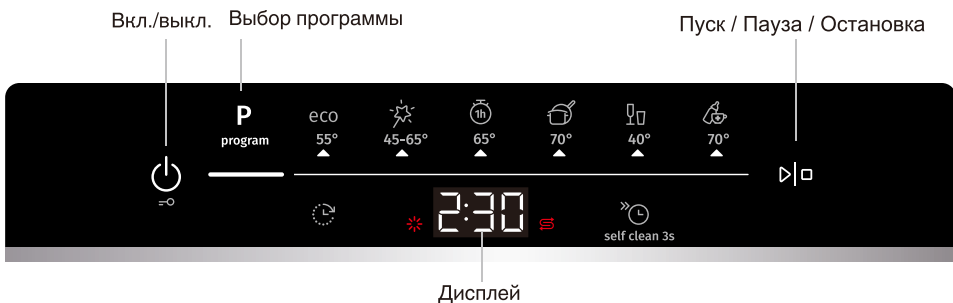 Вкл./выкл.
Выбор программы
Пуск / Пауза / Остановка
P
program
eco
55°
45-65°
1h
65°
70°
40°
70°
2:30
self clean 3s
Дисплей